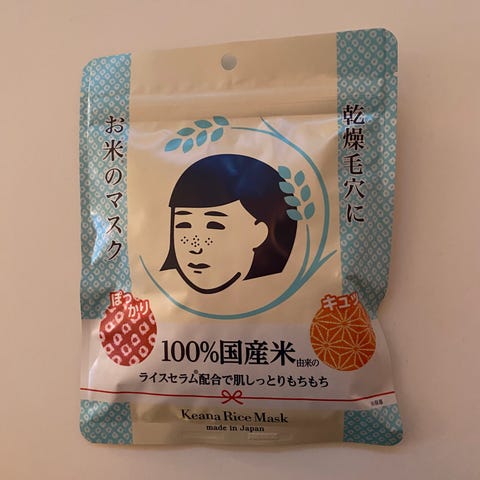 乾燥毛穴に
お米のマスク
ぽっかり
キュッ
100%国産米由来の
ライスセラム配合で肌しっとりもちもち
Keana Rice Mask
made in Japan